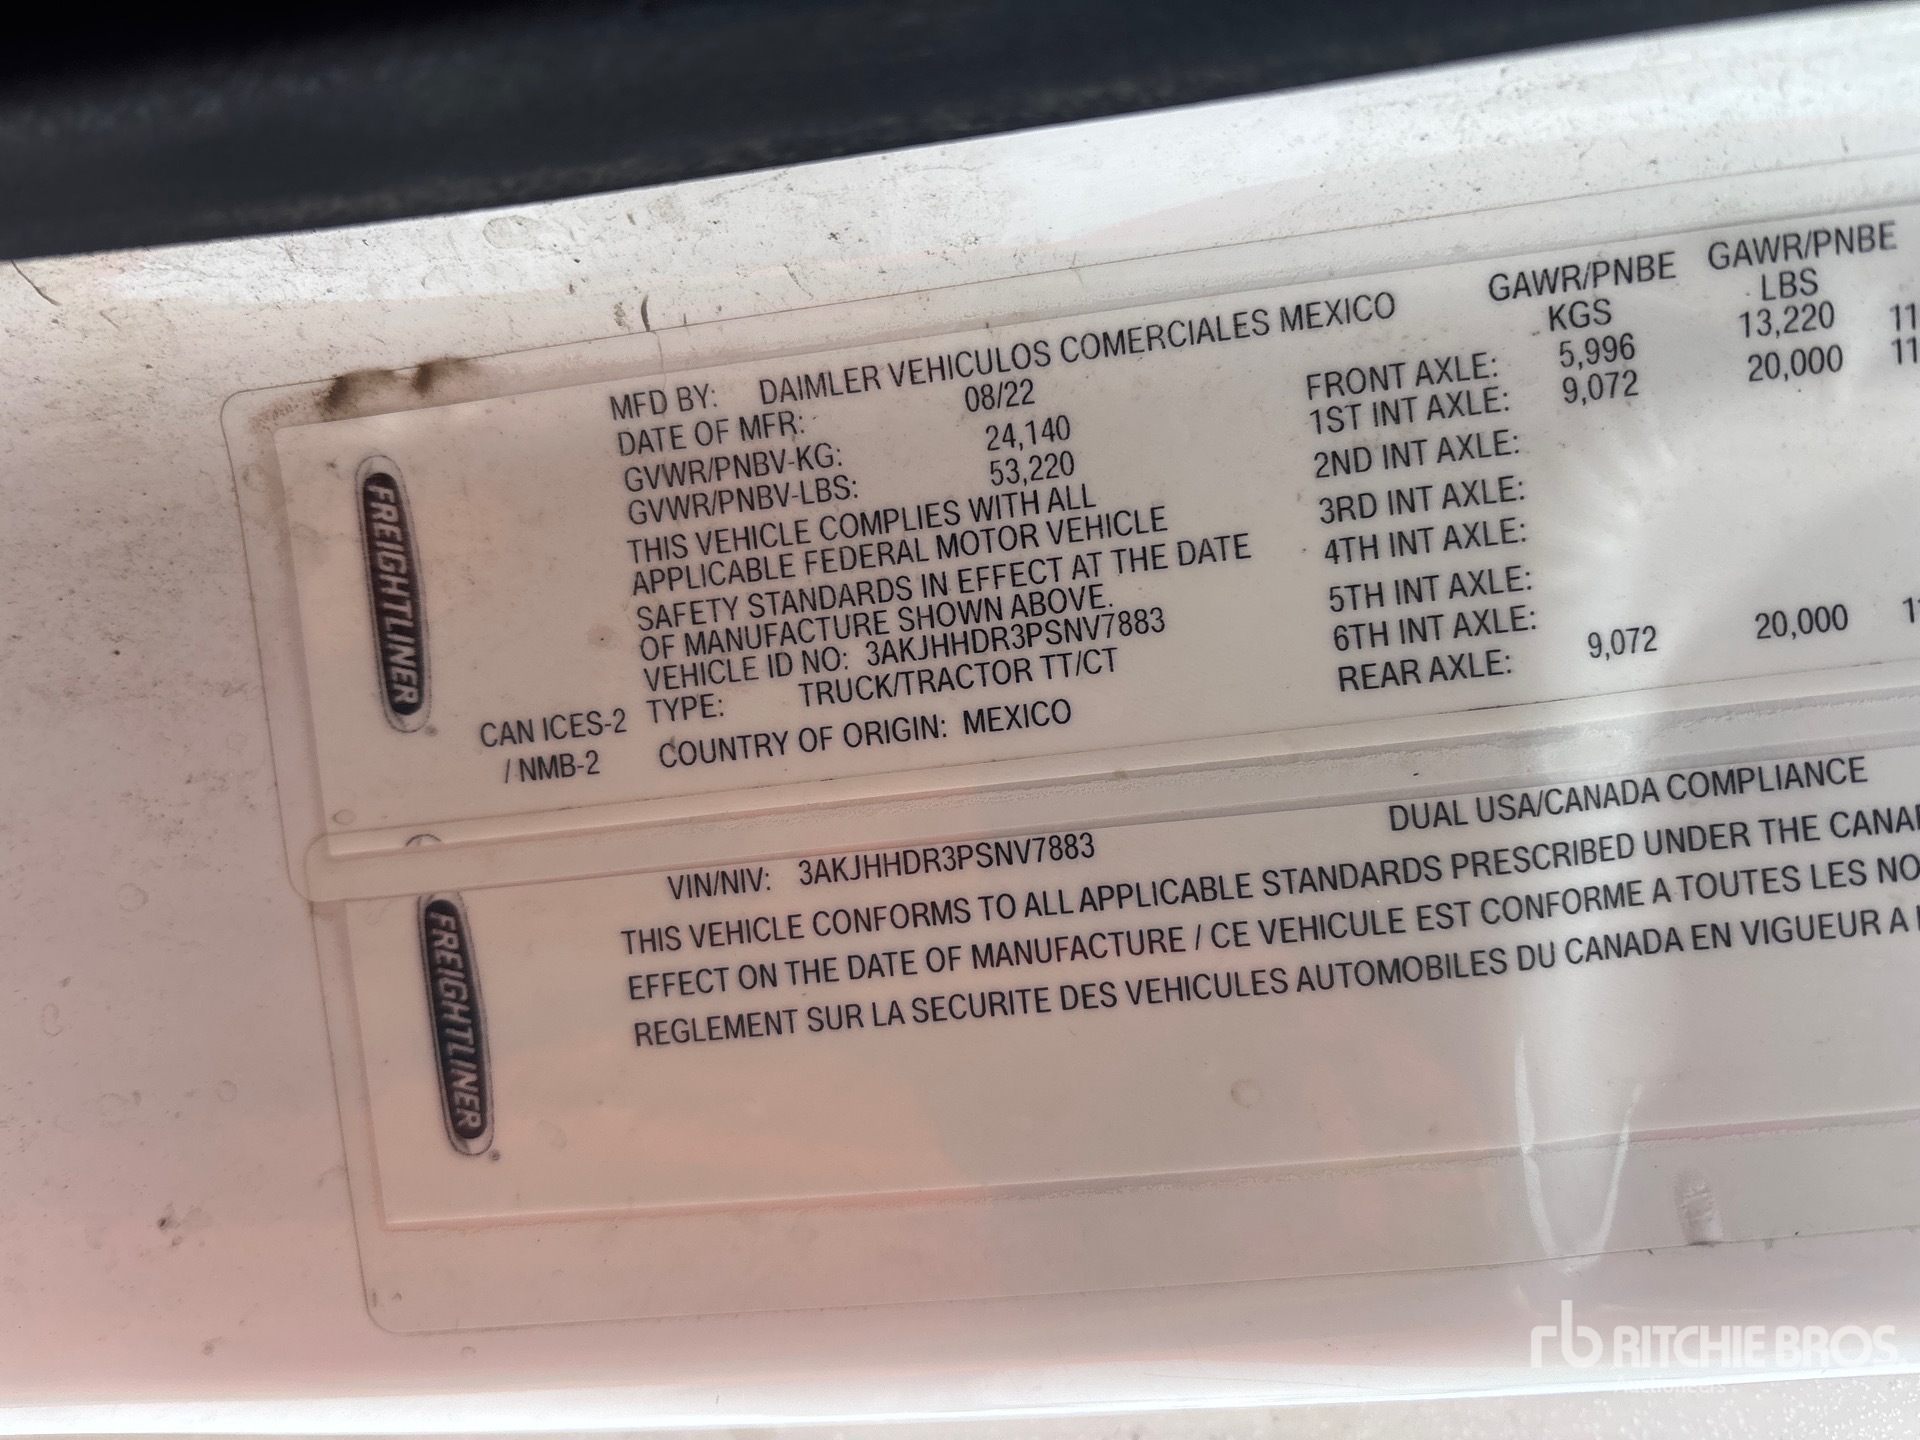 FREIGHTLINER
MFD BY: DAIMLER VEHICULOS COMERCIALES MEXICO
DATE OF MFR: 08/22
GVWR/PNBV-KG: 24,140
GVWR/PNBV-LBS: 53,220
THIS VEHICLE COMPLIES WITH ALL
APPLICABLE FEDERAL MOTOR VEHICLE
SAFETY STANDARDS IN EFFECT AT THE DATE
OF MANUFACTURE SHOWN ABOVE.
VEHICLE ID NO: 3AKJHHDR3PSNV7883
TYPE: TRUCK/TRACTOR TT/CT
COUNTRY OF ORIGIN: MEXICO
CAN ICES-2
/ NMB-2
GAWR/PNBE GAWR/PNBE
KGS LBS
FRONT AXLE: 5,996 13,220 11
1ST INT AXLE: 9,072 20,000 11
2ND INT AXLE:
3RD INT AXLE:
4TH INT AXLE:
5TH INT AXLE:
6TH INT AXLE:
REAR AXLE: 9,072 20,000
FREIGHTLINER
VIN/NIV: 3AKJHHDR3PSNV7883 DUAL USA/CANADA COMPLIANCE
THIS VEHICLE CONFORMS TO ALL APPLICABLE STANDARDS PRESCRIBED UNDER THE CANA
EFFECT ON THE DATE OF MANUFACTURE / CE VEHICULE EST CONFORME A TOUTES LES NO
REGLEMENT SUR LA SECURITE DES VEHICULES AUTOMOBILES DU CANADA EN VIGUEUR A
rb RITCHIE BROS.
Auctioneers